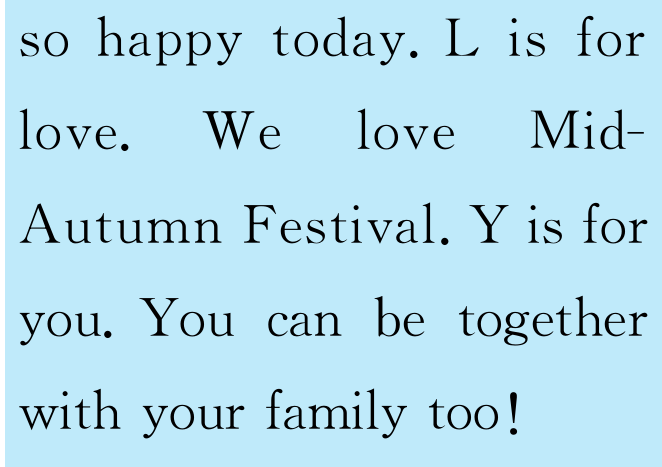 so happy today. L is for
love. We love Mid-
Autumn Festival. Y is for
you. You can be together
with your family too!